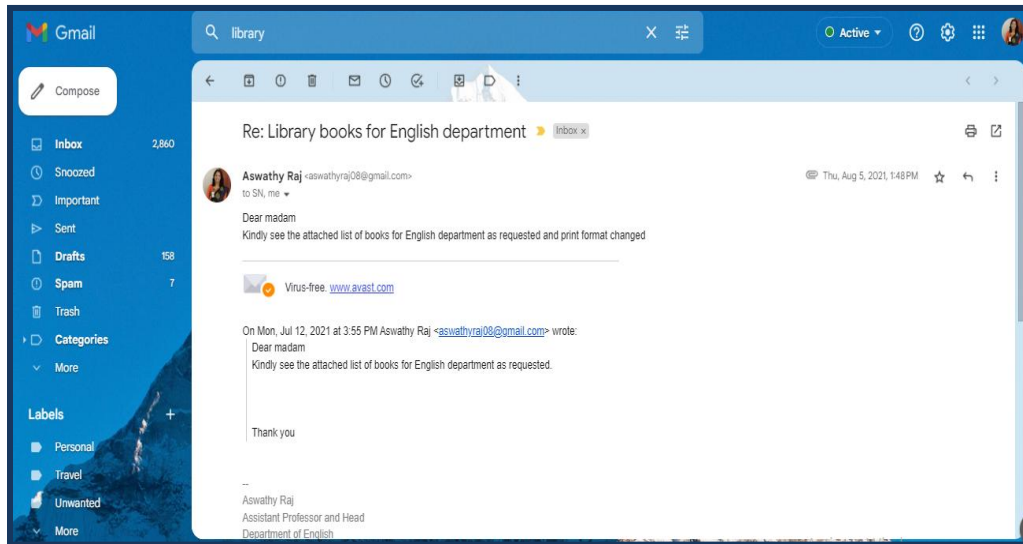 Gmail
library
Active
Compose
Inbox 2,860
Snoozed
Important
Sent
Drafts 158
Spam 7
Trash
Categories
More
Labels
Personal
Travel
Unwanted
More
Re: Library books for English department Inbox x
Aswathy Raj <aswathyraj08@gmail.com> Thu, Aug 5, 2021, 1:48 PM
to SN, me
Dear madam
Kindly see the attached list of books for English department as requested and print format changed
Virus-free. www.avast.com
On Mon, Jul 12, 2021 at 3:55 PM Aswathy Raj <aswathyraj08@gmail.com> wrote:
Dear madam
Kindly see the attached list of books for English department as requested.
Thank you
--
Aswathy Raj
Assistant Professor and Head
Department of English